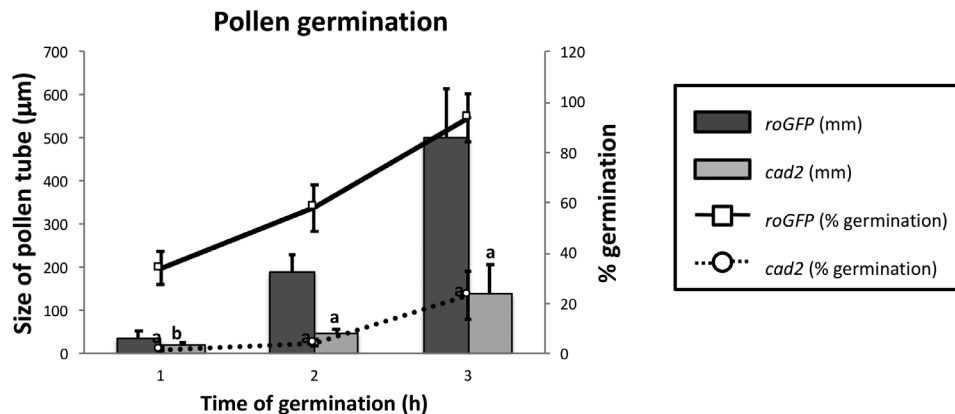 Pollen germination
Size of pollen tube (µm)
700
600
500
400
300
200
100
0
120
100
80
60
40
20
0
% germination
a
b
a
a
a
a
1
2
3
Time of germination (h)
roGFP (mm)
cad2 (mm)
roGFP (% germination)
cad2 (% germination)